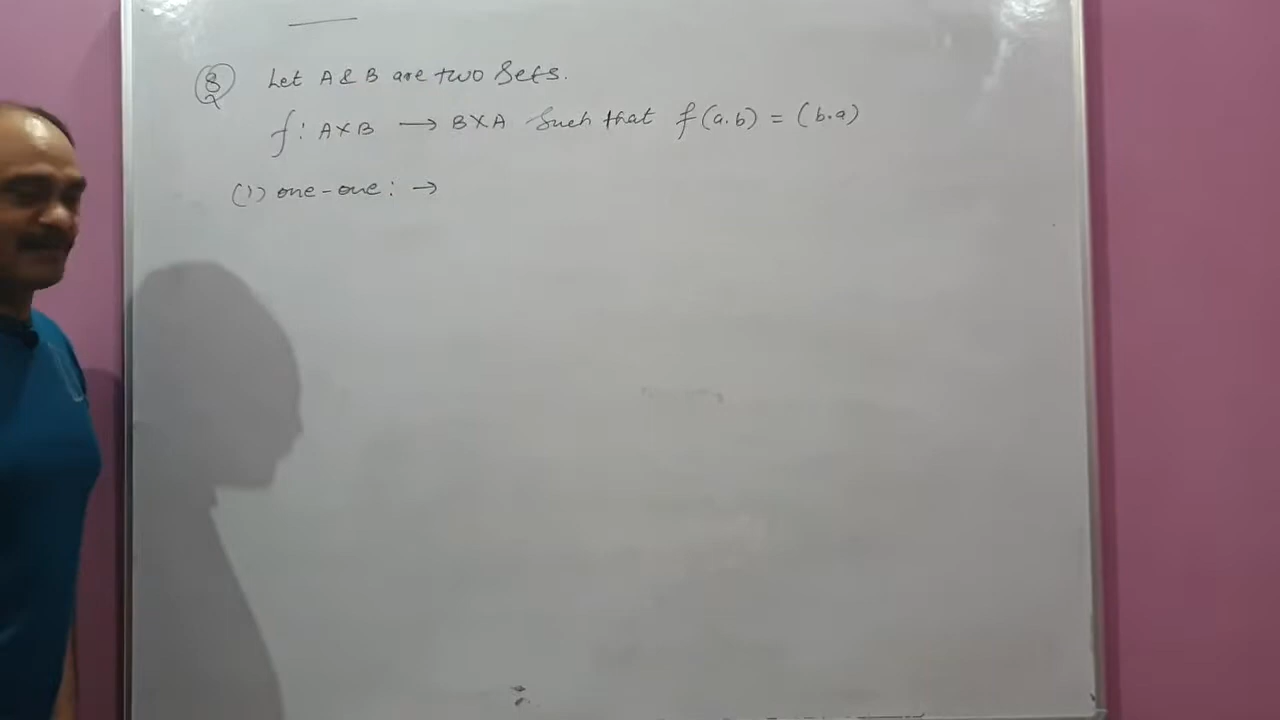 Q 8 Let A & B are two Sets.
f : A×B → B×A Such that f(a.b) = (b.a)
(1) one-one : →